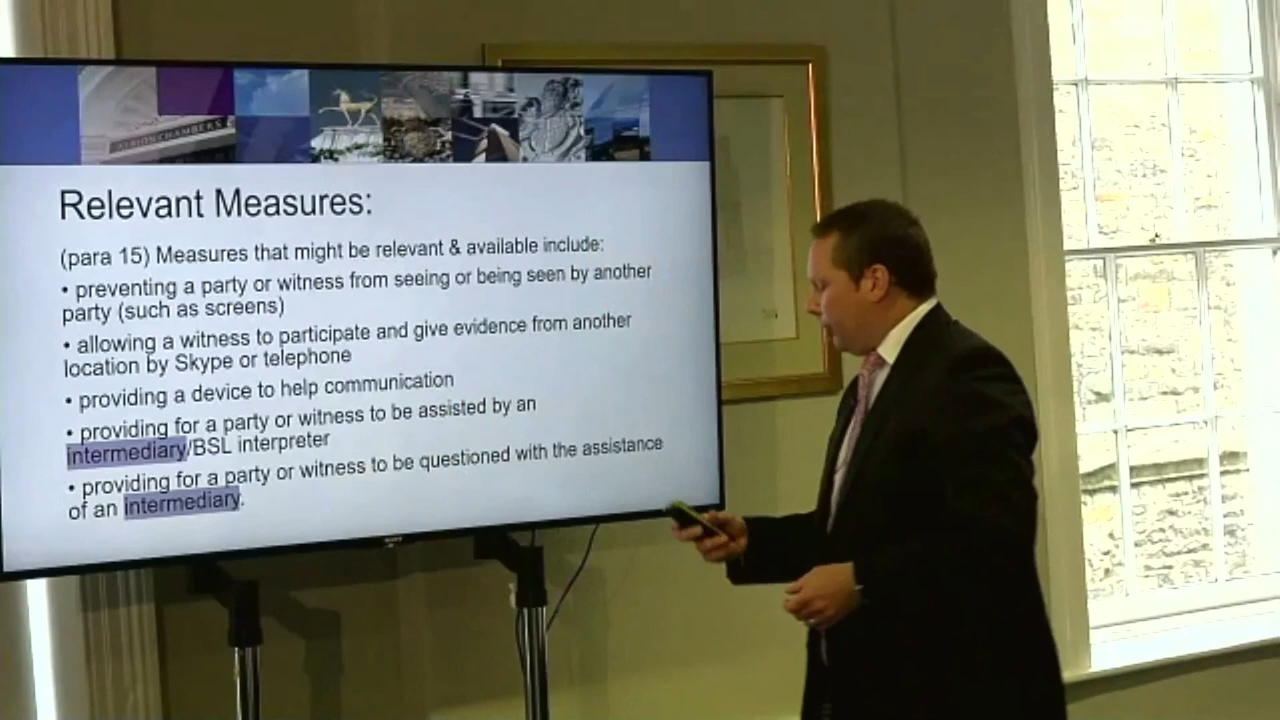 ALBION CHAMBERS
Relevant Measures:
(para 15) Measures that might be relevant & available include:
• preventing a party or witness from seeing or being seen by another
party (such as screens)
• allowing a witness to participate and give evidence from another
location by Skype or telephone
• providing a device to help communication
• providing for a party or witness to be assisted by an
intermediary/BSL interpreter
• providing for a party or witness to be questioned with the assistance
of an intermediary.
SONY